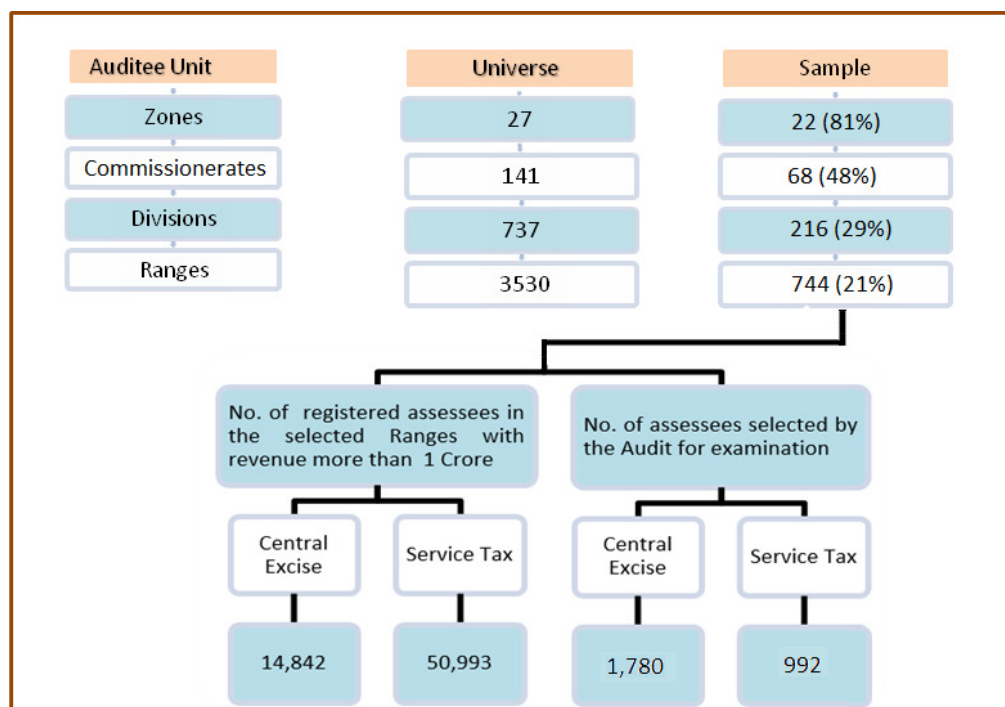 Auditee Unit Universe Sample
Zones 27 22 (81%)
Commissionerates 141 68 (48%)
Divisions 737 216 (29%)
Ranges 3530 744 (21%)
No. of registered assessees in
the selected Ranges with
revenue more than 1 Crore
No. of assessees selected by
the Audit for examination
Central
Excise
Service Tax
Central
Excise
Service Tax
14,842 50,993 1,780 992